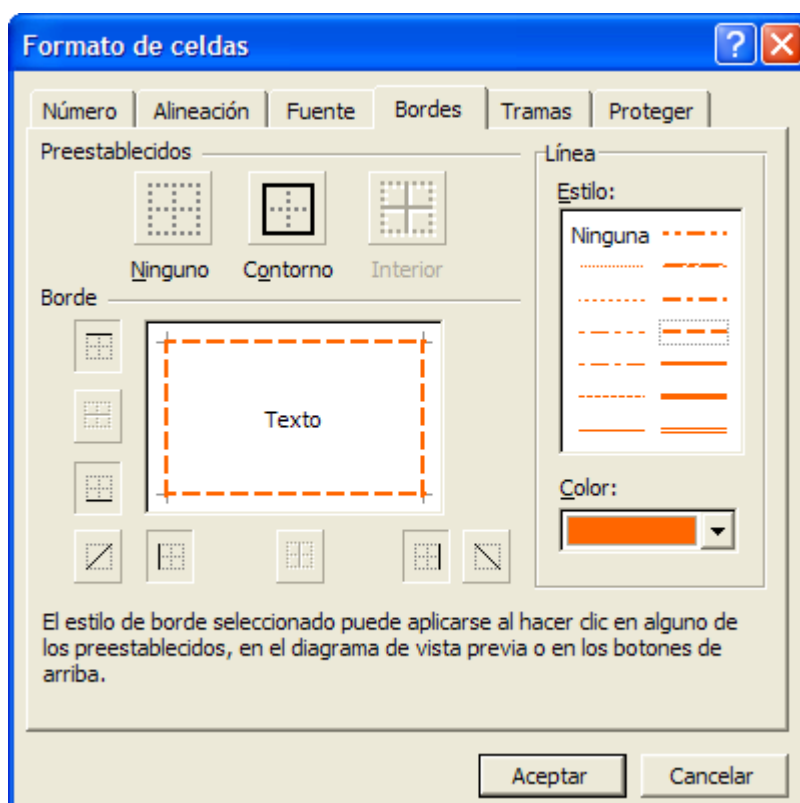 Formato de celdas
Número Alineación Fuente Bordes Tramas Proteger
Preestablecidos
Ninguno Contorno Interior
Borde
Texto
Línea
Estilo:
Ninguna
Color:
El estilo de borde seleccionado puede aplicarse al hacer clic en alguno de
los preestablecidos, en el diagrama de vista previa o en los botones de
arriba.
Aceptar Cancelar